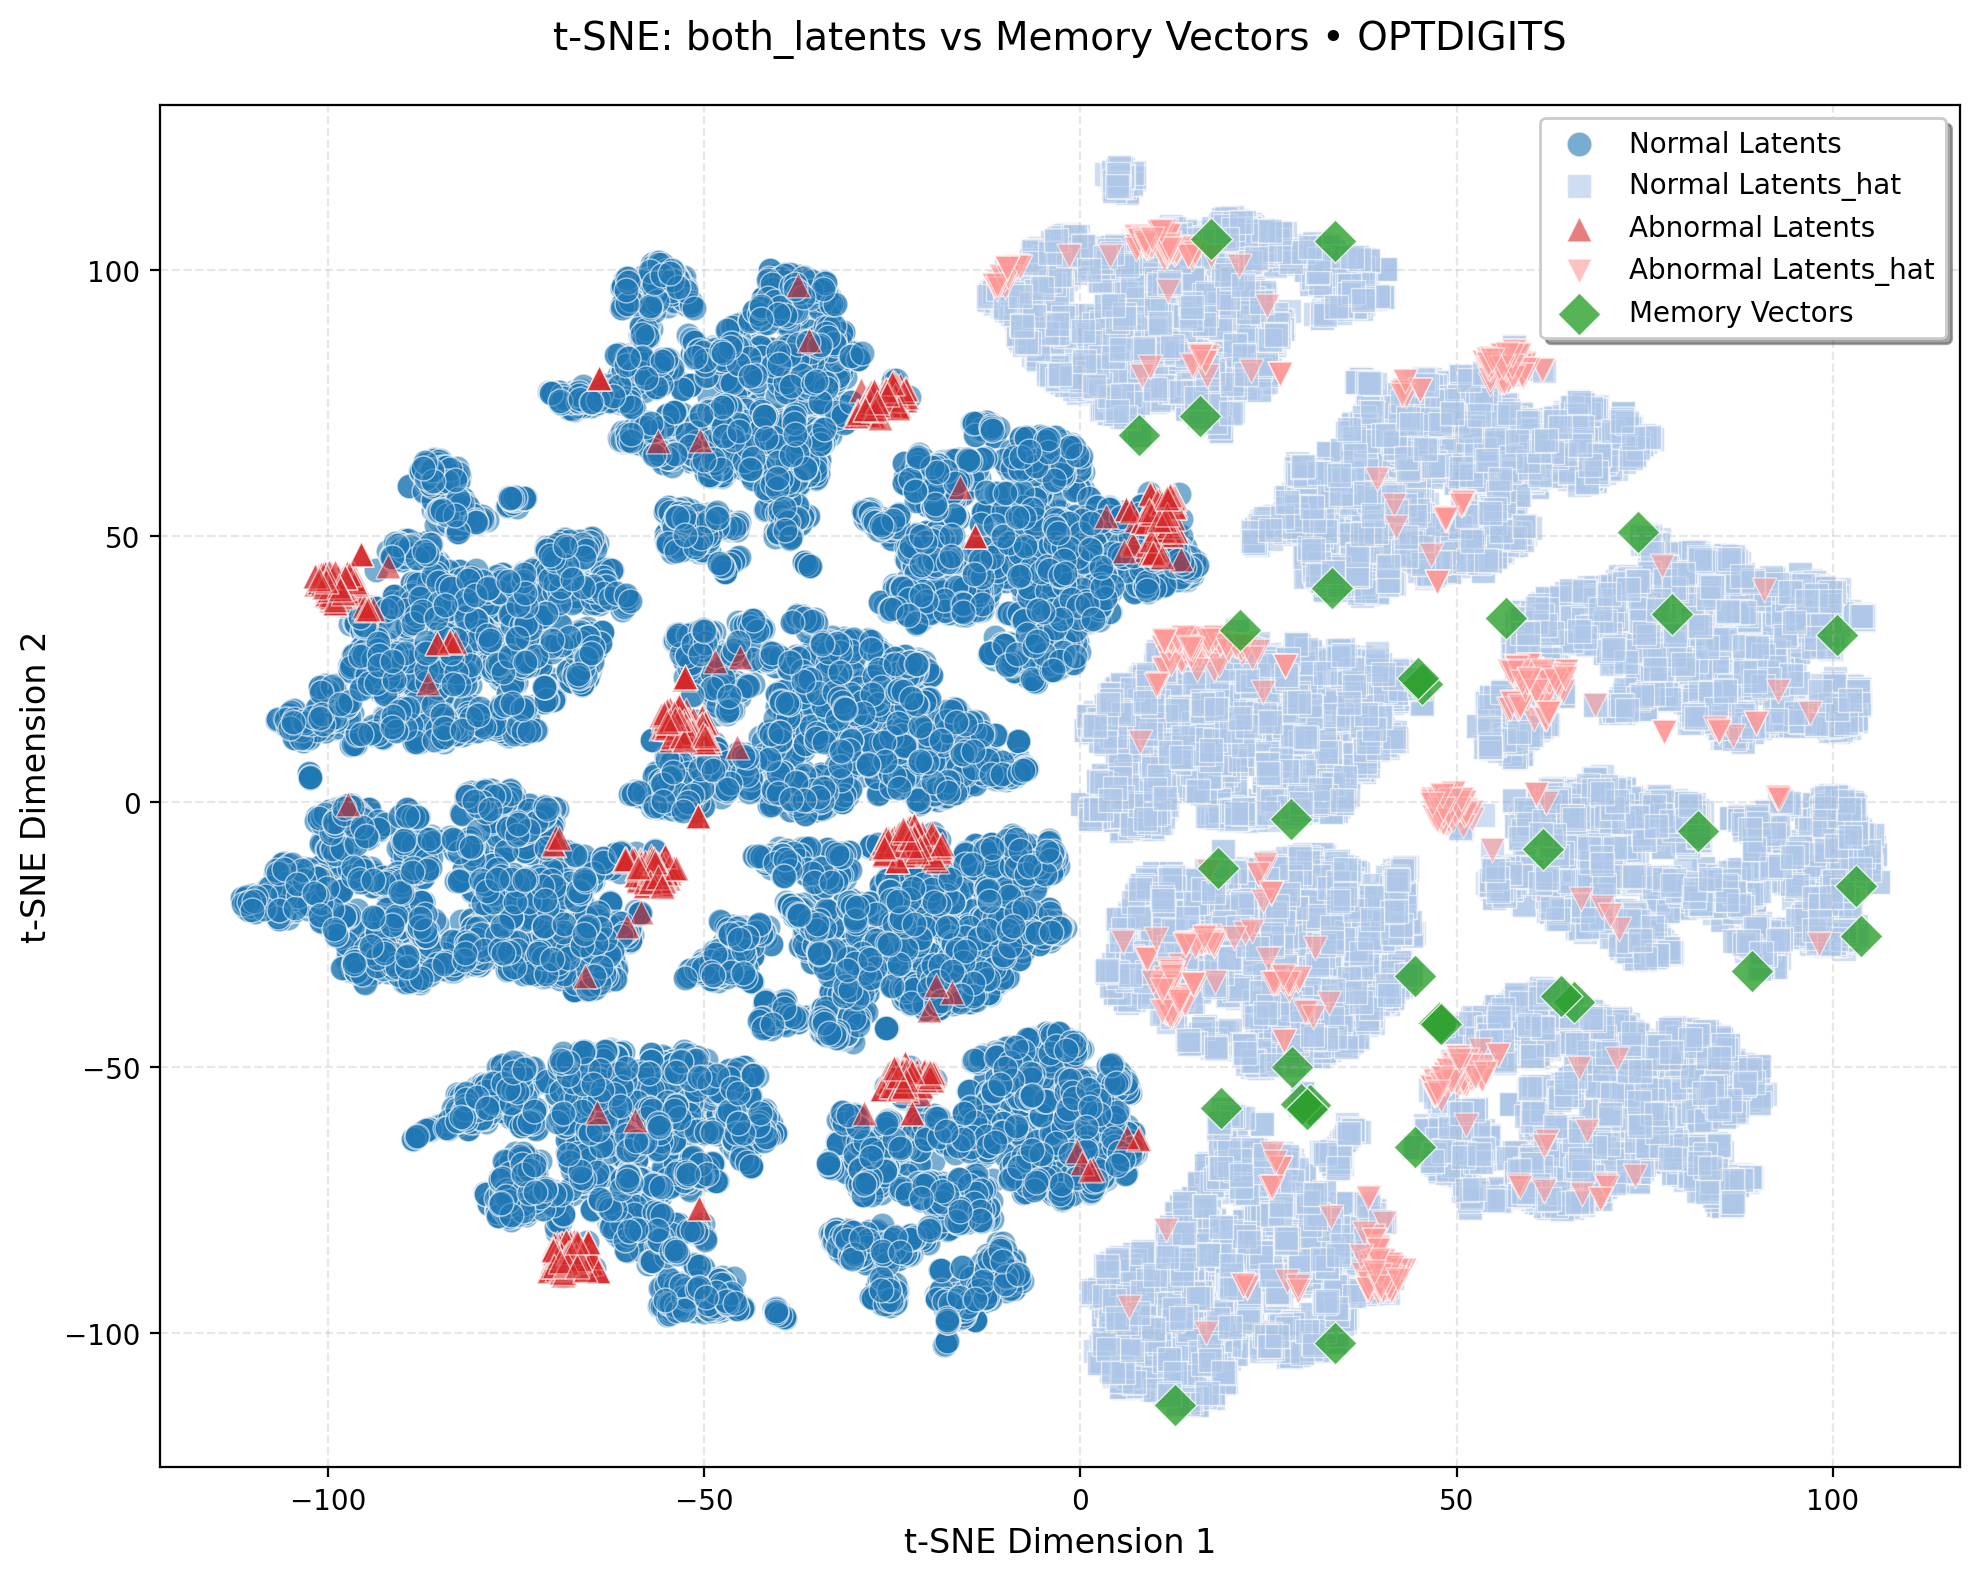 t-SNE: both_latents vs Memory Vectors • OPTDIGITS
Normal Latents
Normal Latents_hat
Abnormal Latents
Abnormal Latents_hat
Memory Vectors
t-SNE Dimension 2
100
50
0
−50
−100
−100
−50
0
50
100
t-SNE Dimension 1